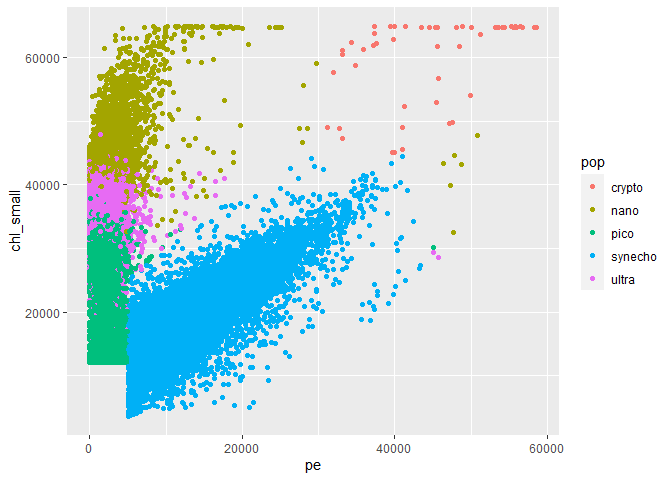 60000
40000
20000
chl_small
0
20000
40000
60000
pe
pop
crypto
nano
pico
synecho
ultra